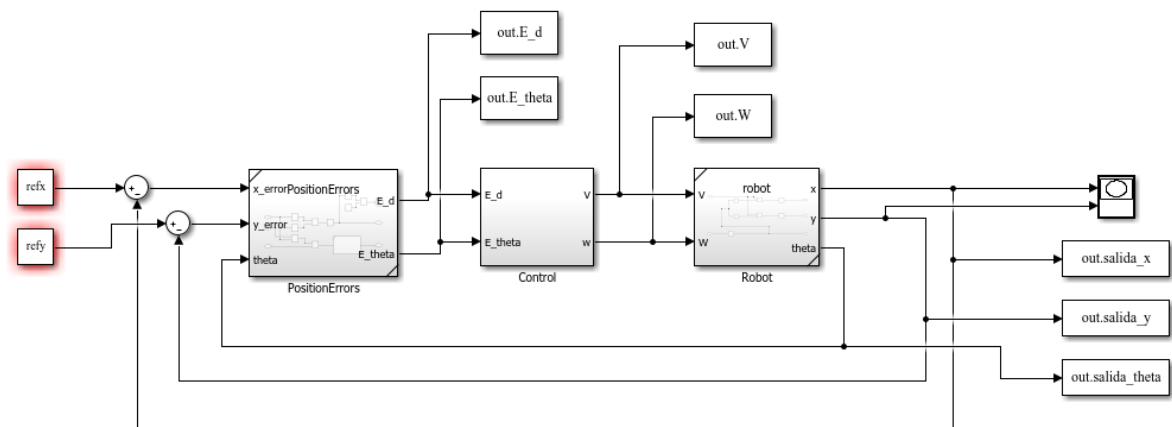 out.E_d
out.V
out.E_theta
out.W
refx
+
-
x_error
PositionErrors
E_d
E_d
V
V
robot
x
refy
+
-
y_error
y
theta
E_theta
E_theta
w
W
theta
PositionErrors
Control
Robot
out.salida_x
out.salida_y
out.salida_theta